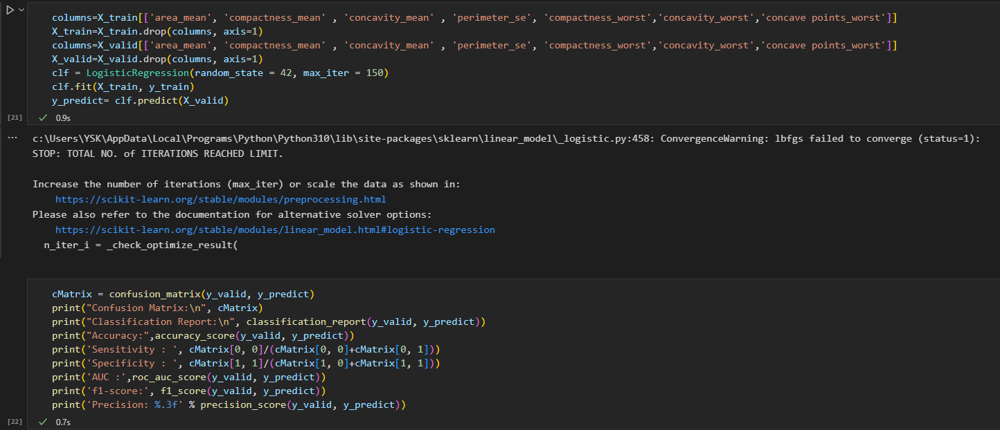 columns=X_train[['area_mean', 'compactness_mean' , 'concavity_mean' , 'perimeter_se', 'compactness_worst','concavity_worst','concave points_worst']]
X_train=X_train.drop(columns, axis=1)
columns=X_valid[['area_mean', 'compactness_mean' , 'concavity_mean' , 'perimeter_se', 'compactness_worst','concavity_worst','concave points_worst']]
X_valid=X_valid.drop(columns, axis=1)
clf = LogisticRegression(random_state = 42, max_iter = 150)
clf.fit(X_train, y_train)
y_predict= clf.predict(X_valid)
[21] ✓ 0.9s
... c:\Users\YSK\AppData\Local\Programs\Python\Python310\lib\site-packages\sklearn\linear_model\_logistic.py:458: ConvergenceWarning: lbfgs failed to converge (status=1):
STOP: TOTAL NO. of ITERATIONS REACHED LIMIT.
Increase the number of iterations (max_iter) or scale the data as shown in:
https://scikit-learn.org/stable/modules/preprocessing.html
Please also refer to the documentation for alternative solver options:
https://scikit-learn.org/stable/modules/linear_model.html#logistic-regression
n_iter_i = _check_optimize_result(
cMatrix = confusion_matrix(y_valid, y_predict)
print("Confusion Matrix:\n", cMatrix)
print("Classification Report:\n", classification_report(y_valid, y_predict))
print("Accuracy:",accuracy_score(y_valid, y_predict))
print('Sensitivity : ', cMatrix[0, 0]/(cMatrix[0, 0]+cMatrix[0, 1]))
print('Specificity : ', cMatrix[1, 1]/(cMatrix[1, 0]+cMatrix[1, 1]))
print('AUC :',roc_auc_score(y_valid, y_predict))
print('f1-score:', f1_score(y_valid, y_predict))
print('Precision: %.3f' % precision_score(y_valid, y_predict))
[22] ✓ 0.7s